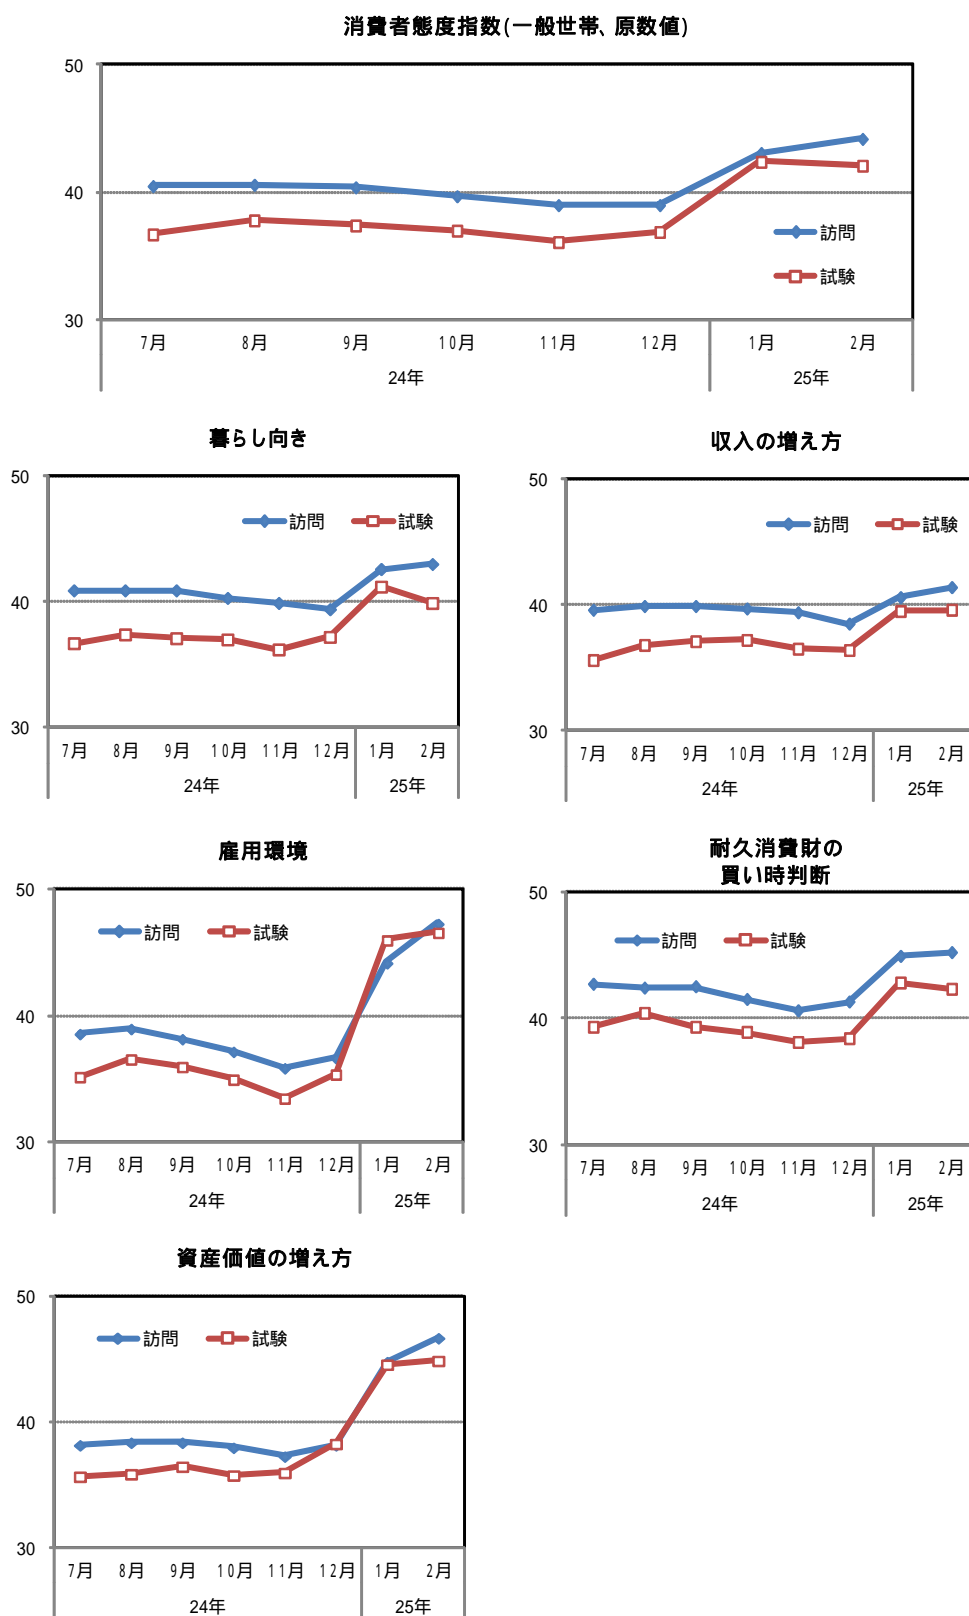 消費者態度指数(一般世帯、原数値)
50
40
30
訪問
試験
7月 8月 9月 10月 11月 12月 1月 2月
24年 25年
暮らし向き
50
40
30
訪問 試験
7月 8月 9月 10月 11月 12月 1月 2月
24年 25年
収入の増え方
50
40
30
訪問 試験
7月 8月 9月 10月 11月 12月 1月 2月
24年 25年
雇用環境
50
40
30
訪問 試験
7月 8月 9月 10月 11月 12月 1月 2月
24年 25年
耐久消費財の
買い時判断
50
40
30
訪問 試験
7月 8月 9月 10月 11月 12月 1月 2月
24年 25年
資産価値の増え方
50
40
30
訪問 試験
7月 8月 9月 10月 11月 12月 1月 2月
24年 25年